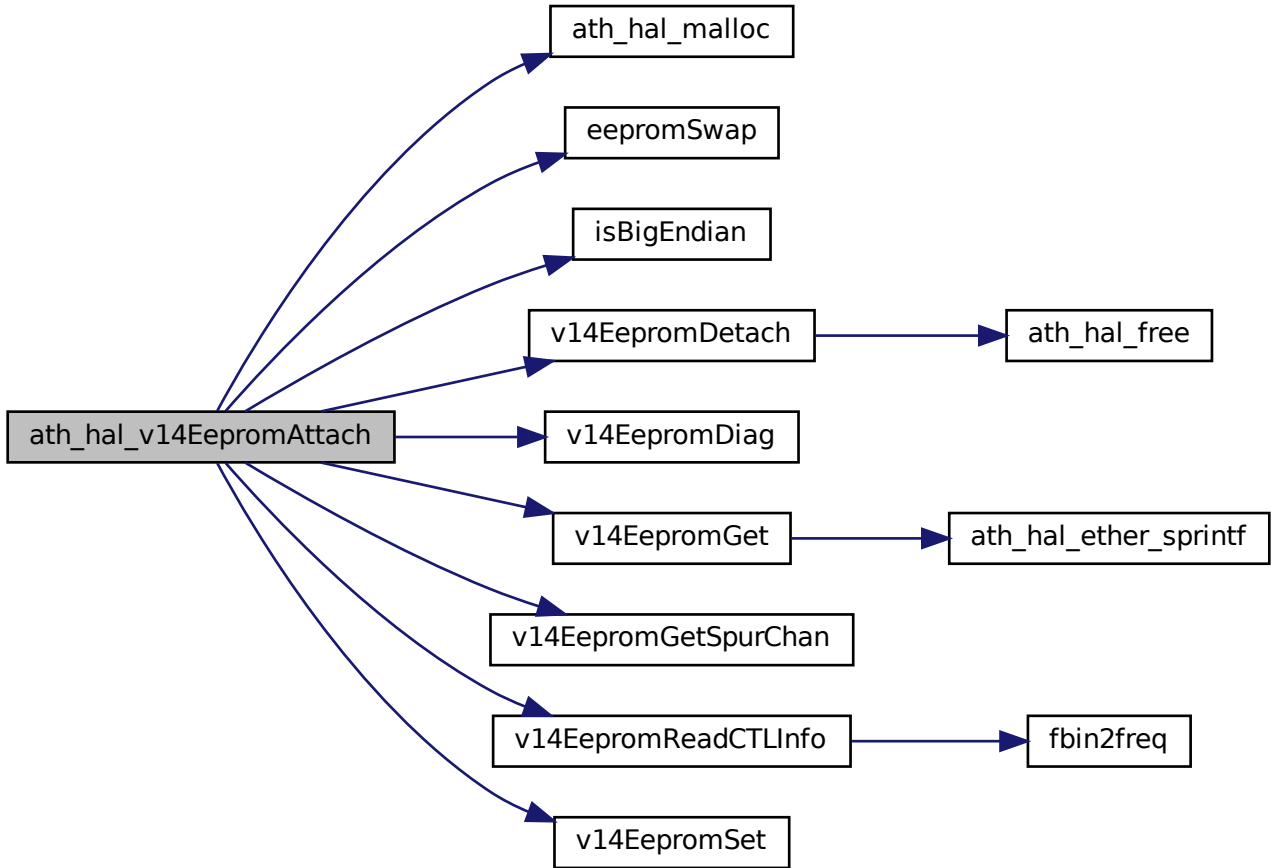 ath_hal_malloc
eepromSwap
isBigEndian
v14EepromDetach
ath_hal_free
ath_hal_v14EepromAttach
v14EepromDiag
v14EepromGet
ath_hal_ether_sprintf
v14EepromGetSpurChan
v14EepromReadCTLInfo
fbin2freq
v14EepromSet